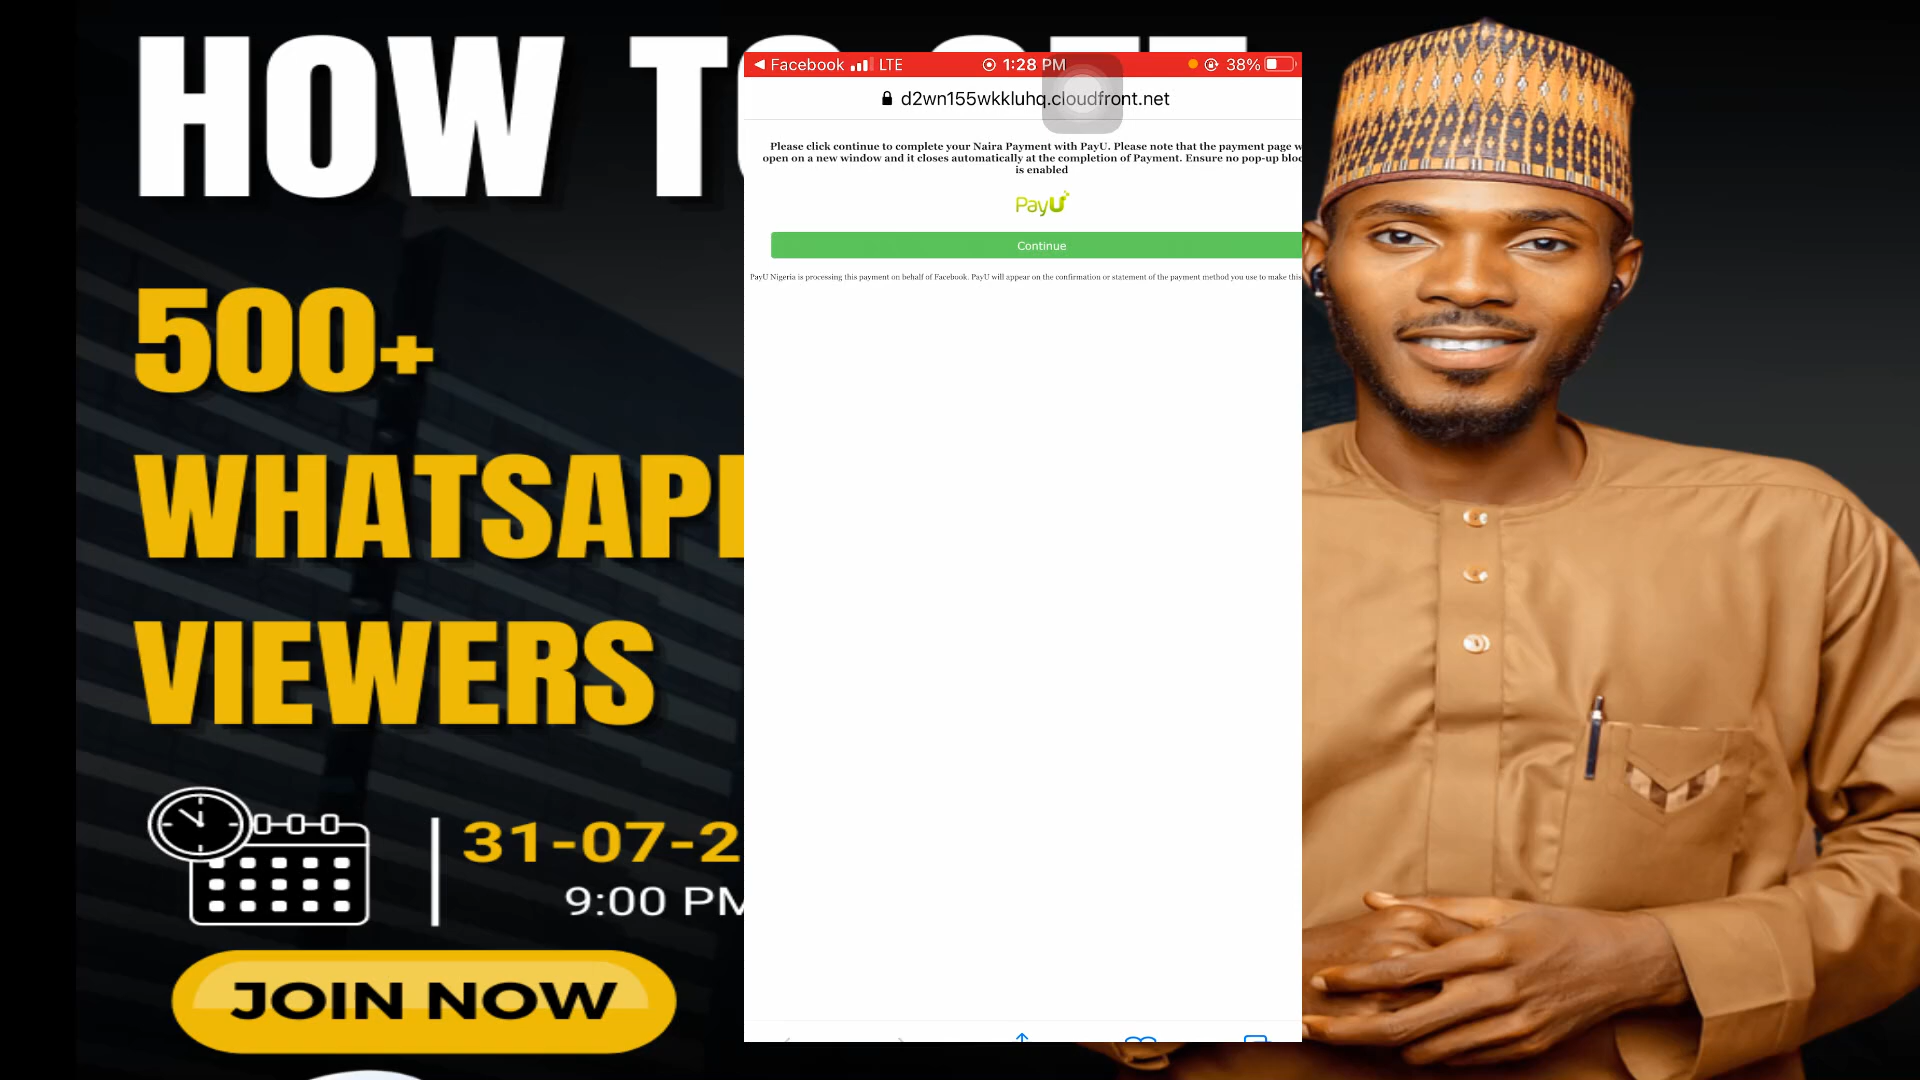 HOW T
500+
WHATSAPP
VIEWERS
31-07-2
9:00 PM
JOIN NOW
Facebook LTE 1:28 PM 38%
d2wn155wkkluhq.cloudfront.net
Please click continue to complete your Naira Payment with PayU. Please note that the payment page w
open on a new window and it closes automatically at the completion of Payment. Ensure no pop-up bloc
is enabled
PayU
Continue
PayU Nigeria is processing this payment on behalf of Facebook. PayU will appear on the confirmation or statement of the payment method you use to make this